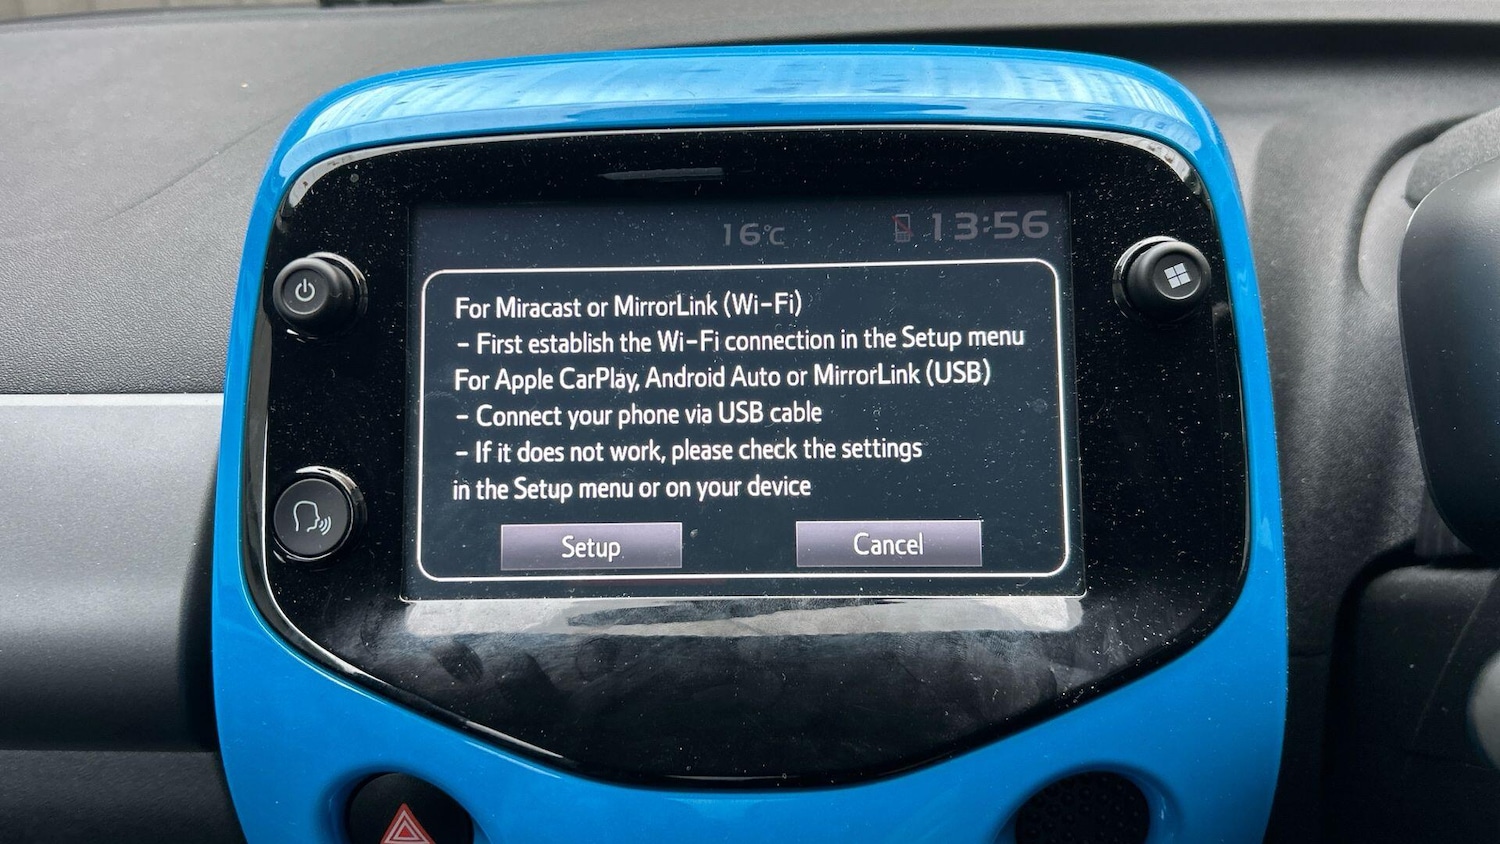 16°C 13:56
For Miracast or MirrorLink (Wi-Fi)
- First establish the Wi-Fi connection in the Setup menu
For Apple CarPlay, Android Auto or MirrorLink (USB)
- Connect your phone via USB cable
- If it does not work, please check the settings
in the Setup menu or on your device
Setup Cancel